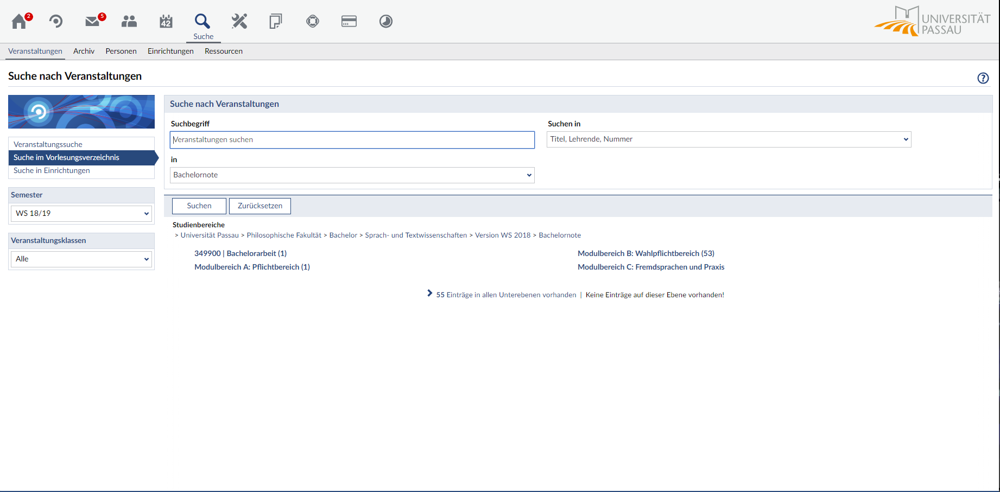 2
5
42
Suche
UNIVERSITÄT
PASSAU
Veranstaltungen Archiv Personen Einrichtungen Ressourcen
Suche nach Veranstaltungen
?
Veranstaltungssuche
Suche im Vorlesungsverzeichnis
Suche in Einrichtungen
Semester
WS 18/19
Veranstaltungsklassen
Alle
Suche nach Veranstaltungen
Suchbegriff
Veranstaltungen suchen
Suchen in
Titel, Lehrende, Nummer
in
Bachelornote
Suchen Zurücksetzen
Studienbereiche
> Universität Passau > Philosophische Fakultät > Bachelor > Sprach- und Textwissenschaften > Version WS 2018 > Bachelornote
349900 | Bachelorarbeit (1)
Modulbereich A: Pflichtbereich (1)
Modulbereich B: Wahlpflichtbereich (53)
Modulbereich C: Fremdsprachen und Praxis
55 Einträge in allen Unterebenen vorhanden | Keine Einträge auf dieser Ebene vorhanden!